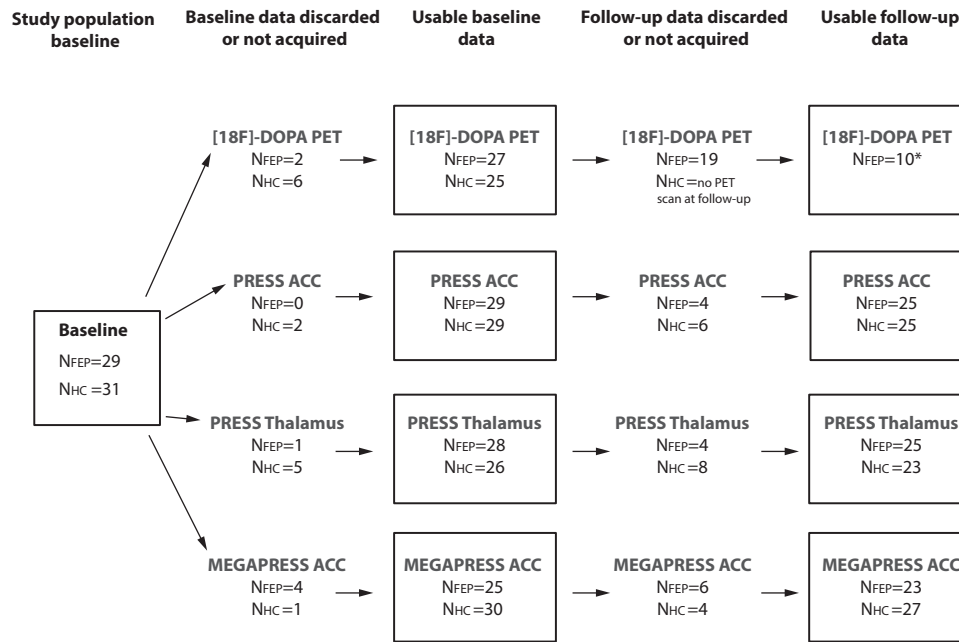 Study population
baseline
Baseline data discarded
or not acquired
Usable baseline
data
Follow-up data discarded
or not acquired
Usable follow-up
data
[18F]-DOPA PET
NFEP=2
NHC =6
[18F]-DOPA PET
NFEP=27
NHC =25
[18F]-DOPA PET
NFEP=19
NHC =no PET
scan at follow-up
[18F]-DOPA PET
NFEP=10*
PRESS ACC
NFEP=0
NHC =2
PRESS ACC
NFEP=29
NHC =29
PRESS ACC
NFEP=4
NHC =6
PRESS ACC
NFEP=25
NHC =25
Baseline
NFEP=29
NHC =31
PRESS Thalamus
NFEP=1
NHC =5
PRESS Thalamus
NFEP=28
NHC =26
PRESS Thalamus
NFEP=4
NHC =8
PRESS Thalamus
NFEP=25
NHC =23
MEGAPRESS ACC
NFEP=4
NHC =1
MEGAPRESS ACC
NFEP=25
NHC =30
MEGAPRESS ACC
NFEP=6
NHC =4
MEGAPRESS ACC
NFEP=23
NHC =27